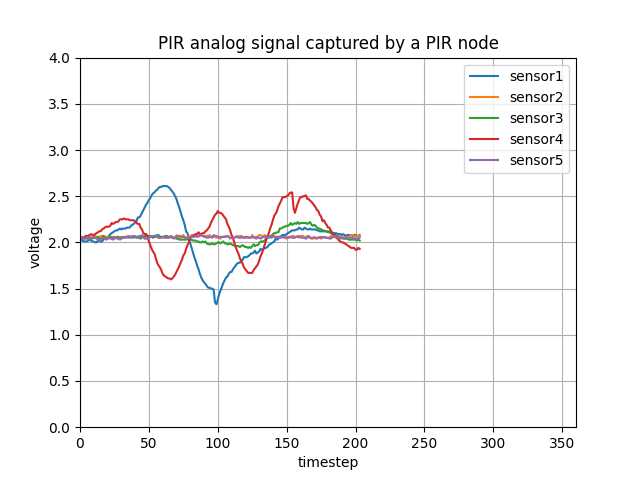 PIR analog signal captured by a PIR node
4.0
3.5
3.0
2.5
2.0
1.5
1.0
0.5
0.0
voltage
sensor1
sensor2
sensor3
sensor4
sensor5
0 50 100 150 200 250 300 350
timestep